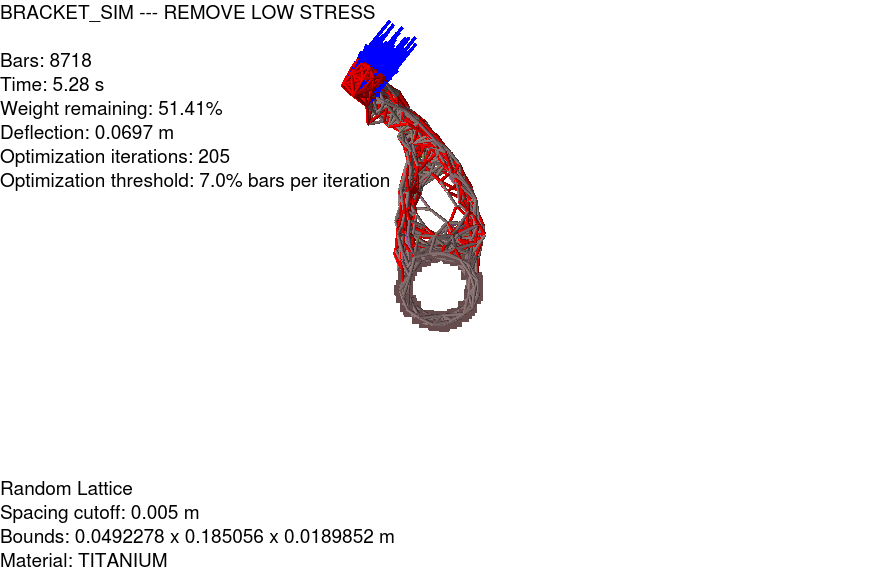 BRACKET_SIM --- REMOVE LOW STRESS
Bars: 8718
Time: 5.28 s
Weight remaining: 51.41%
Deflection: 0.0697 m
Optimization iterations: 205
Optimization threshold: 7.0% bars per iteration
Random Lattice
Spacing cutoff: 0.005 m
Bounds: 0.0492278 x 0.185056 x 0.0189852 m
Material: TITANIUM